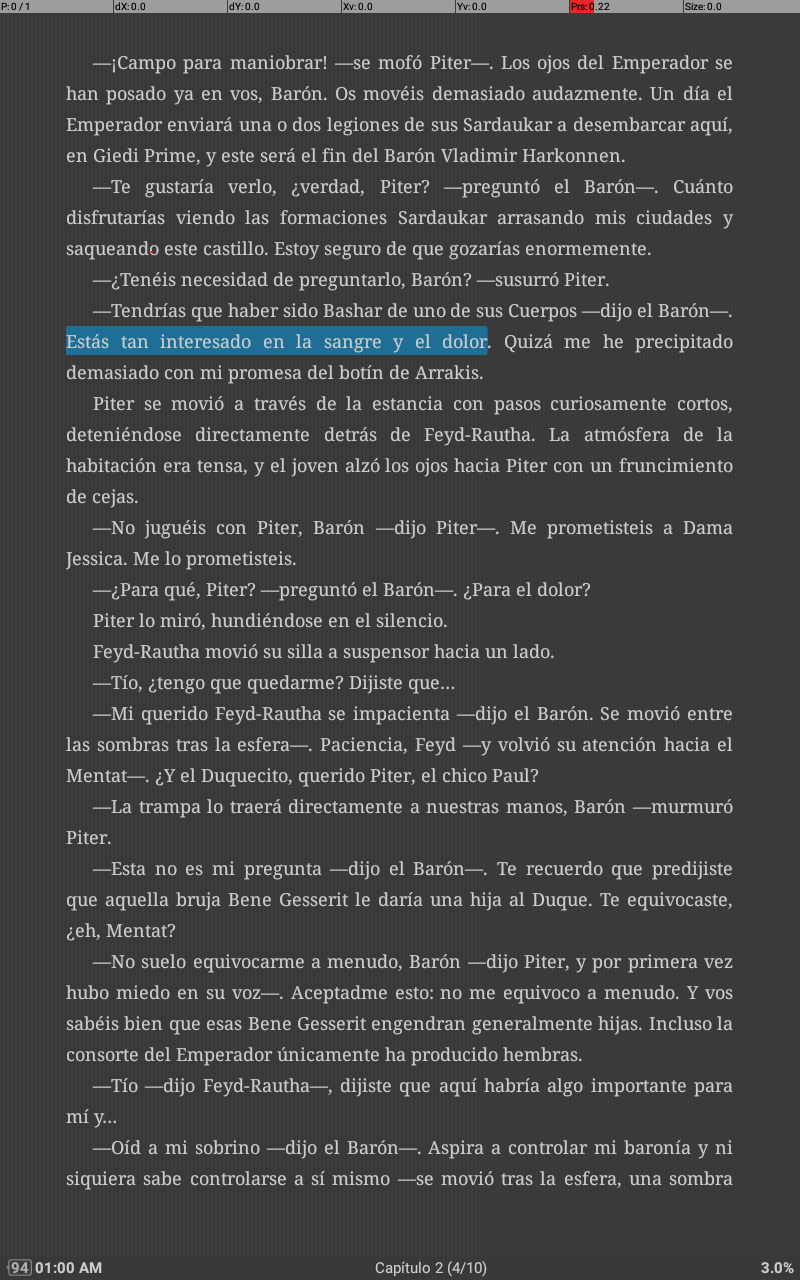 P: 0 / 1 dX: 0.0 dY: 0.0 Xv: 0.0 Yv: 0.0 Prs: 0.22 Size: 0.0
—¡Campo para maniobrar! —se mofó Piter—. Los ojos del Emperador se
han posado ya en vos, Barón. Os movéis demasiado audazmente. Un día el
Emperador enviará una o dos legiones de sus Sardaukar a desembarcar aquí,
en Giedi Prime, y este será el fin del Barón Vladimir Harkonnen.
—Te gustaría verlo, ¿verdad, Piter? —preguntó el Barón—. Cuánto
disfrutarías viendo las formaciones Sardaukar arrasando mis ciudades y
saqueando este castillo. Estoy seguro de que gozarías enormemente.
—¿Tenéis necesidad de preguntarlo, Barón? —susurró Piter.
—Tendrías que haber sido Bashar de uno de sus Cuerpos —dijo el Barón—.
Estás tan interesado en la sangre y el dolor. Quizá me he precipitado
demasiado con mi promesa del botín de Arrakis.
Piter se movió a través de la estancia con pasos curiosamente cortos,
deteniéndose directamente detrás de Feyd-Rautha. La atmósfera de la
habitación era tensa, y el joven alzó los ojos hacia Piter con un fruncimiento
de cejas.
—No juguéis con Piter, Barón —dijo Piter—. Me prometisteis a Dama
Jessica. Me lo prometisteis.
—¿Para qué, Piter? —preguntó el Barón—. ¿Para el dolor?
Piter lo miró, hundiéndose en el silencio.
Feyd-Rautha movió su silla a suspensor hacia un lado.
—Tío, ¿tengo que quedarme? Dijiste que...
—Mi querido Feyd-Rautha se impacienta —dijo el Barón. Se movió entre
las sombras tras la esfera—. Paciencia, Feyd —y volvió su atención hacia el
Mentat—. ¿Y el Duquecito, querido Piter, el chico Paul?
—La trampa lo traerá directamente a nuestras manos, Barón —murmuró
Piter.
—Esta no es mi pregunta —dijo el Barón—. Te recuerdo que predijiste
que aquella bruja Bene Gesserit le daría una hija al Duque. Te equivocaste,
¿eh, Mentat?
—No suelo equivocarme a menudo, Barón —dijo Piter, y por primera vez
hubo miedo en su voz—. Aceptadme esto: no me equivoco a menudo. Y vos
sabéis bien que esas Bene Gesserit engendran generalmente hijas. Incluso la
consorte del Emperador únicamente ha producido hembras.
—Tío —dijo Feyd-Rautha—, dijiste que aquí habría algo importante para
mí y...
—Oíd a mi sobrino —dijo el Barón—. Aspira a controlar mi baronía y ni
siquiera sabe controlarse a sí mismo —se movió tras la esfera, una sombra
94 01:00 AM Capítulo 2 (4/10) 3.0%